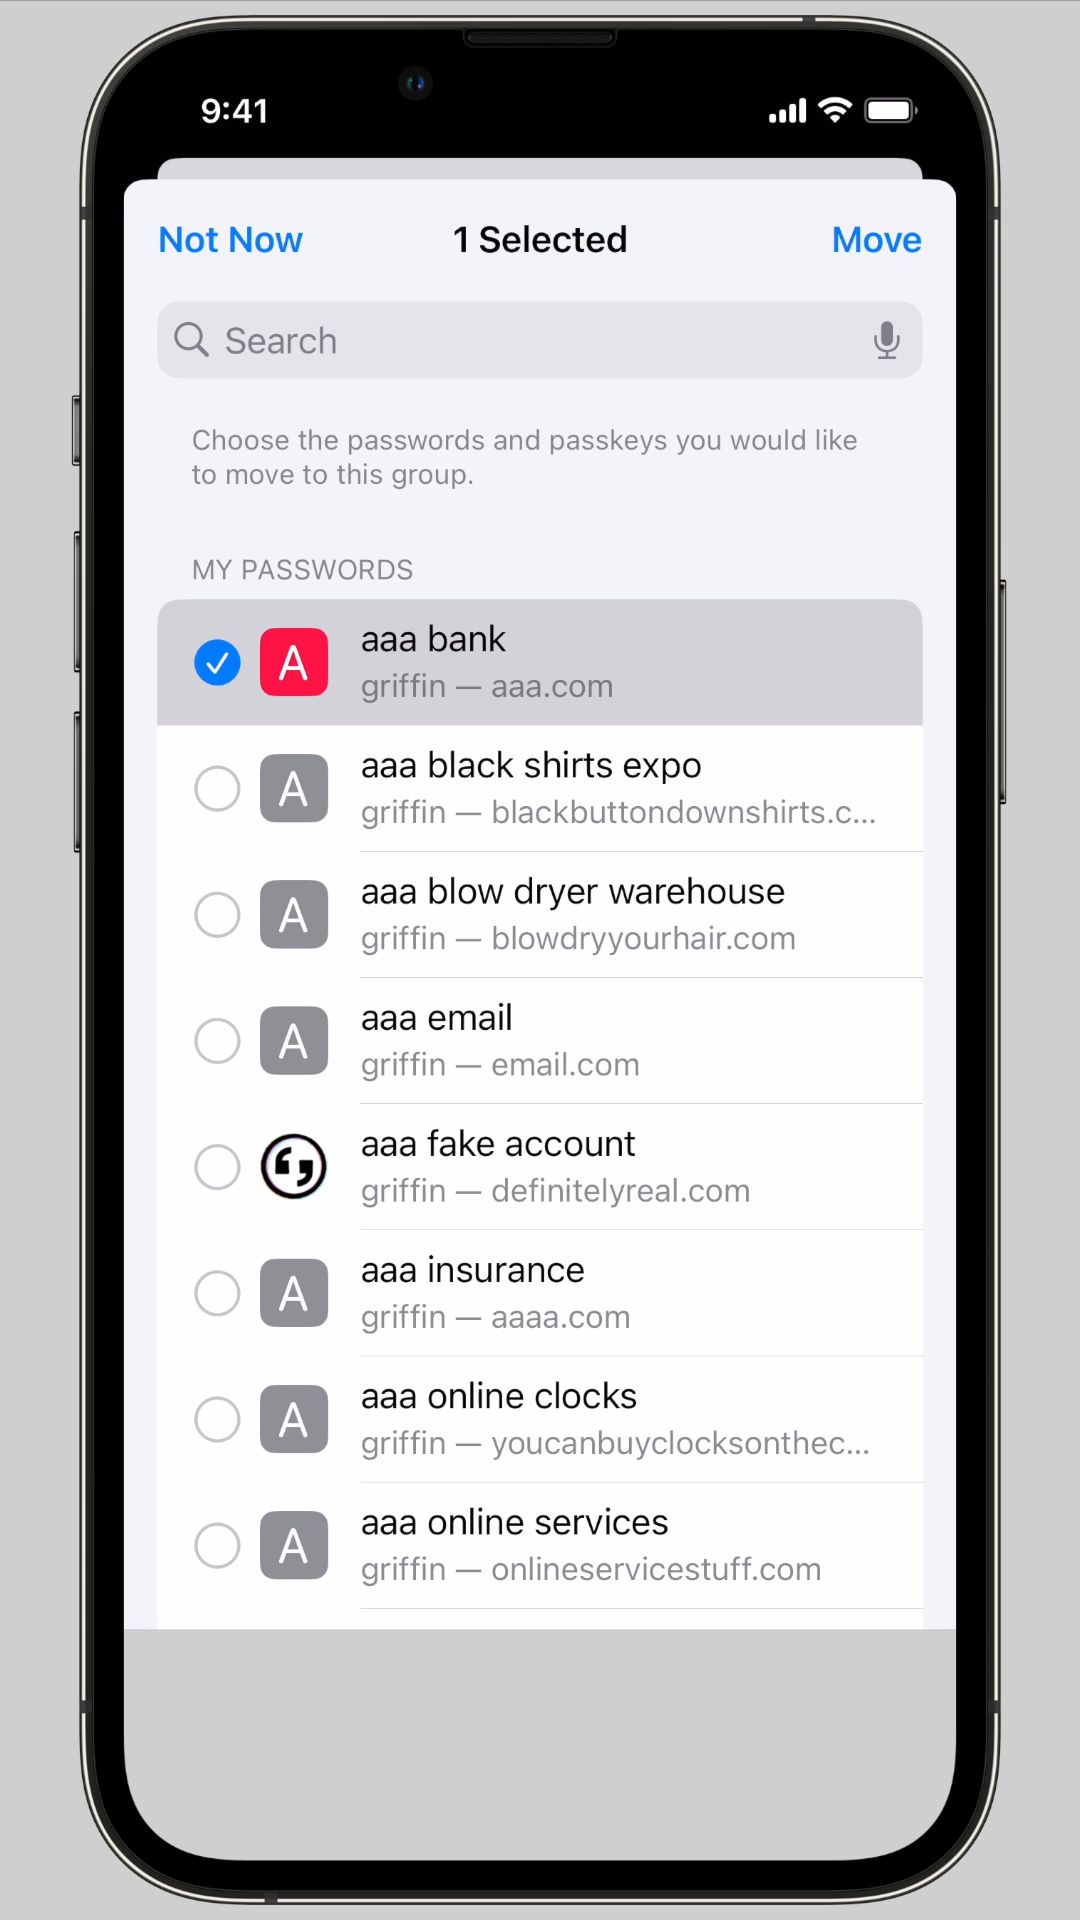 9:41
Not Now 1 Selected Move
Search
Choose the passwords and passkeys you would like
to move to this group.
MY PASSWORDS
A aaa bank
griffin — aaa.com
A aaa black shirts expo
griffin — blackbuttondownshirts.c...
A aaa blow dryer warehouse
griffin — blowdryyourhair.com
A aaa email
griffin — email.com
aaa fake account
griffin — definitelyreal.com
A aaa insurance
griffin — aaaa.com
A aaa online clocks
griffin — youcanbuyclocksonthec...
A aaa online services
griffin — onlineservicestuff.com